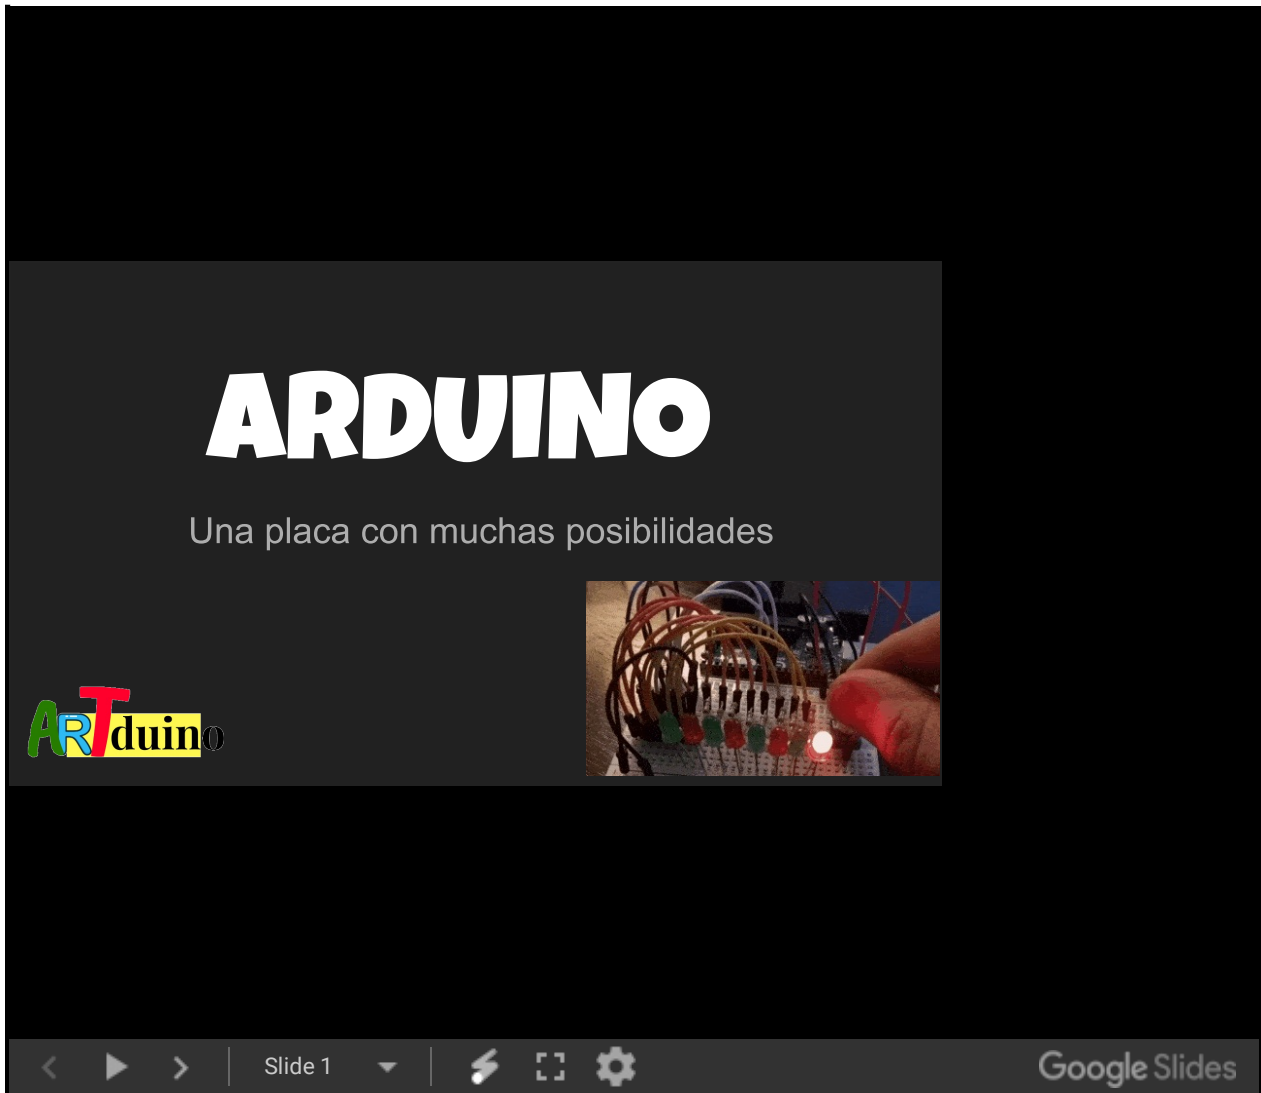 ARDUINO
Una placa con muchas posibilidades
ARTduino
Slide 1
Google Slides